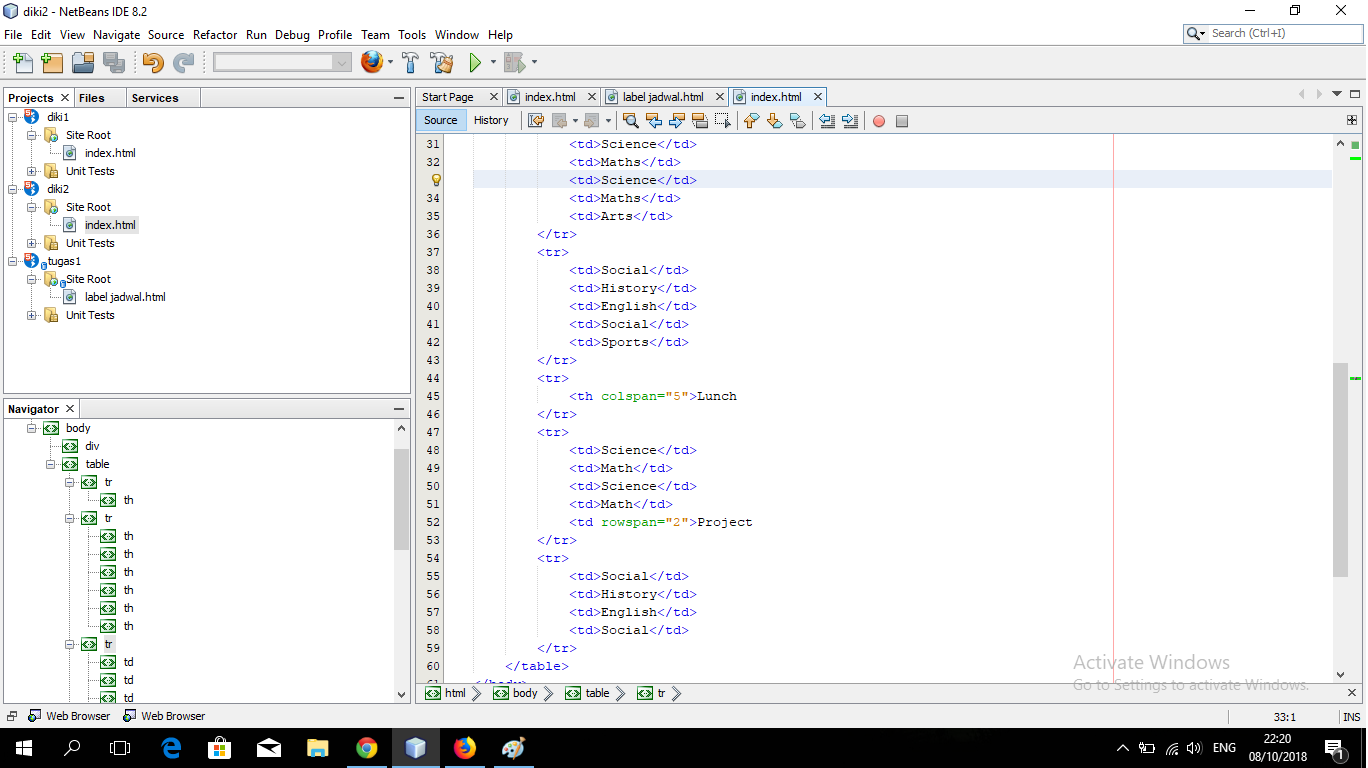 diki2 - NetBeans IDE 8.2
File Edit View Navigate Source Refactor Run Debug Profile Team Tools Window Help
Search (Ctrl+I)
Projects Files Services
diki1
Site Root
index.html
Unit Tests
diki2
Site Root
index.html
Unit Tests
tugas1
Site Root
label jadwal.html
Unit Tests
Navigator
body
div
table
tr
th
tr
th
th
th
th
th
th
tr
td
td
td
Start Page index.html label jadwal.html index.html
Source History
31 <td>Science</td>
32 <td>Maths</td>
<td>Science</td>
34 <td>Maths</td>
35 <td>Arts</td>
36 </tr>
37 <tr>
38 <td>Social</td>
39 <td>History</td>
40 <td>English</td>
41 <td>Social</td>
42 <td>Sports</td>
43 </tr>
44 <tr>
45 <th colspan="5">Lunch
46 </tr>
47 <tr>
48 <td>Science</td>
49 <td>Math</td>
50 <td>Science</td>
51 <td>Math</td>
52 <td rowspan="2">Project
53 </tr>
54 <tr>
55 <td>Social</td>
56 <td>History</td>
57 <td>English</td>
58 <td>Social</td>
59 </tr>
60 </table>
61 </body>
Activate Windows
Go to Settings to activate Windows.
html body table tr
Web Browser Web Browser
33:1 INS
ENG
22:20
08/10/2018
1